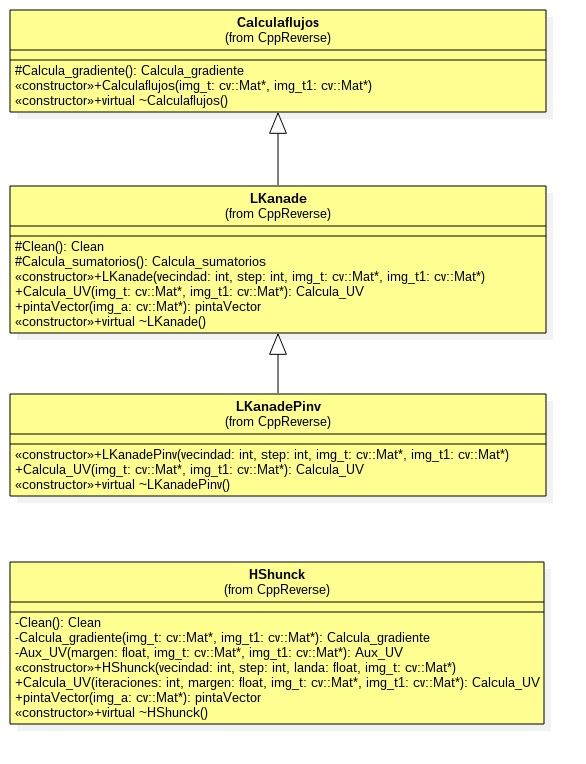 Calculaflujos
(from CppReverse)
#Calcula_gradiente(): Calcula_gradiente
«constructor»+Calculaflujos(img_t: cv::Mat*, img_t1: cv::Mat*)
«constructor»+virtual ~Calculaflujos()
LKanade
(from CppReverse)
#Clean(): Clean
#Calcula_sumatorios(): Calcula_sumatorios
«constructor»+LKanade(vecindad: int, step: int, img_t: cv::Mat*, img_t1: cv::Mat*)
+Calcula_UV(img_t: cv::Mat*, img_t1: cv::Mat*): Calcula_UV
+pintaVector(img_a: cv::Mat*): pintaVector
«constructor»+virtual ~LKanade()
LKanadePinv
(from CppReverse)
«constructor»+LKanadePinv(vecindad: int, step: int, img_t: cv::Mat*, img_t1: cv::Mat*)
+Calcula_UV(img_t: cv::Mat*, img_t1: cv::Mat*): Calcula_UV
«constructor»+virtual ~LKanadePinv()
HShunck
(from CppReverse)
-Clean(): Clean
-Calcula_gradiente(img_t: cv::Mat*, img_t1: cv::Mat*): Calcula_gradiente
-Aux_UV(margen: float, img_t: cv::Mat*, img_t1: cv::Mat*): Aux_UV
«constructor»+HShunck(vecindad: int, step: int, landa: float, img_t: cv::Mat*)
+Calcula_UV(iteraciones: int, margen: float, img_t: cv::Mat*, img_t1: cv::Mat*): Calcula_UV
+pintaVector(img_a: cv::Mat*): pintaVector
«constructor»+virtual ~HShunck()